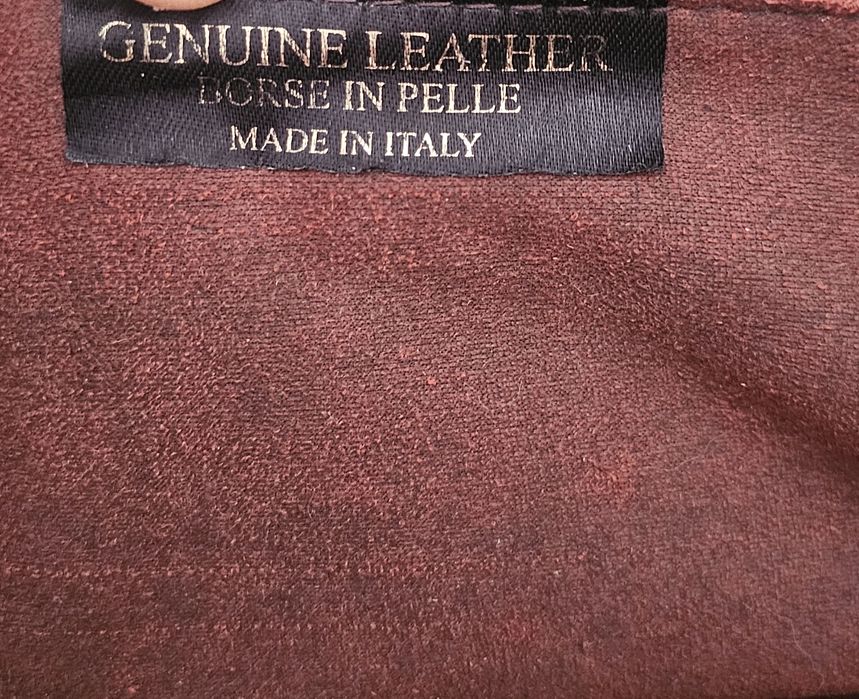 GENUINE LEATHER
BORSE IN PELLE
MADE IN ITALY